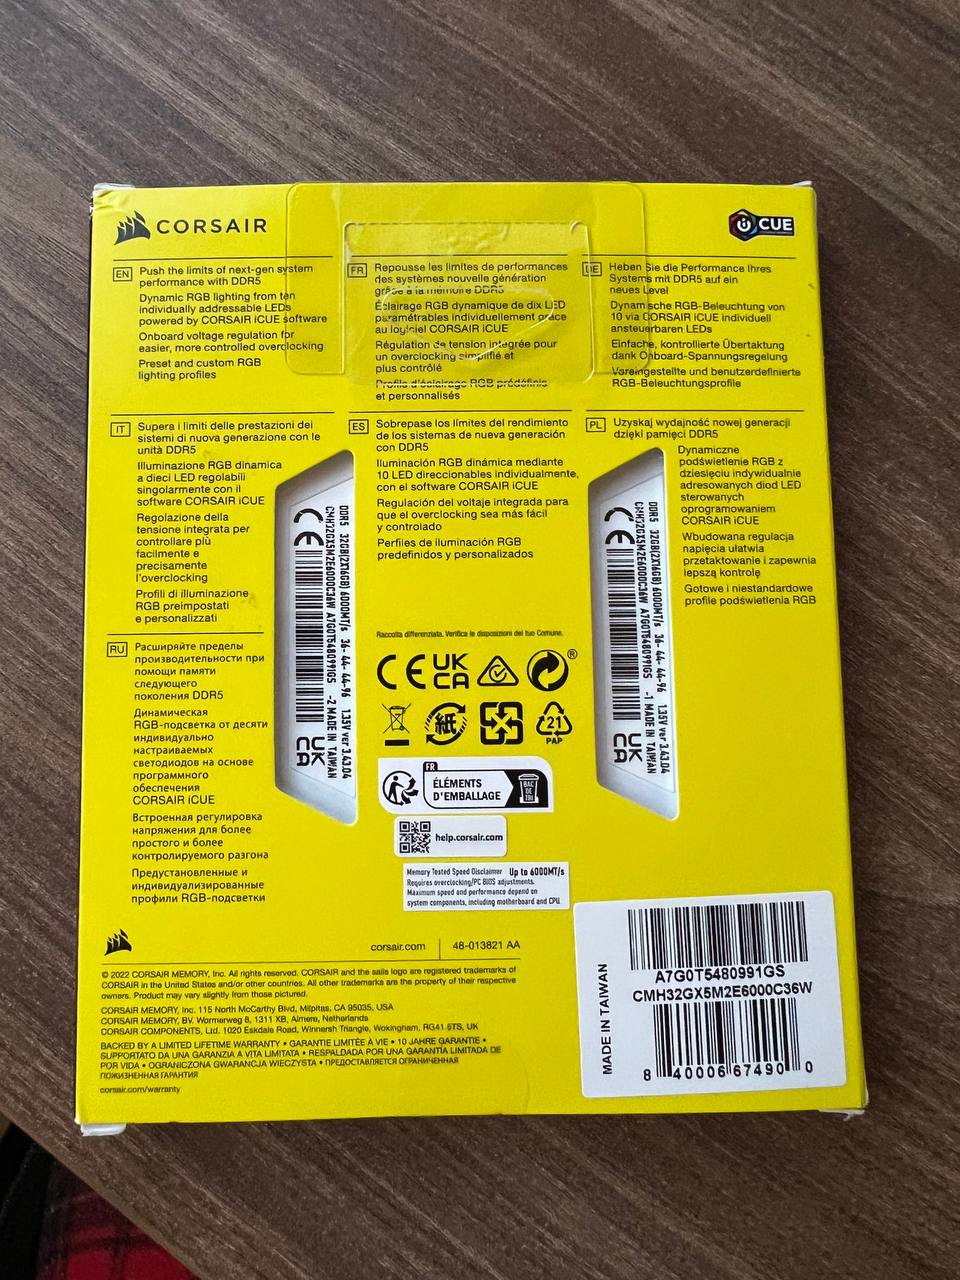 CORSAIR
iCUE
EN
Push the limits of next-gen system
performance with DDR5
Dynamic RGB lighting from ten
individually addressable LEDs
powered by CORSAIR iCUE software
Onboard voltage regulation for
easier, more controlled overclocking
Preset and custom RGB
lighting profiles
FR
Repousse les limites de performances
des systèmes nouvelle génération
grâce à la mémoire DDR5
Éclairage RGB dynamique de dix LED
paramétrables individuellement grâce
au logiciel CORSAIR iCUE
Régulation de tension intégrée pour
un overclocking simplifié et
plus contrôlé
Profils d'éclairage RGB prédéfinis
et personnalisés
DE
Heben Sie die Performance Ihres
Systems mit DDR5 auf ein
neues Level
Dynamische RGB-Beleuchtung von
10 via CORSAIR iCUE individuell
ansteuerbaren LEDs
Einfache, kontrollierte Übertaktung
dank Onboard-Spannungsregelung
Voreingestellte und benutzerdefinierte
RGB-Beleuchtungsprofile
IT
Supera i limiti delle prestazioni dei
sistemi di nuova generazione con le
unità DDR5
Illuminazione RGB dinamica
a dieci LED regolabili
singolarmente con il
software CORSAIR iCUE
Regolazione della
tensione integrata per
controllare più
facilmente e
precisamente
l'overclocking
Profili di illuminazione
RGB preimpostati
e personalizzati
ES
Sobrepase los límites del rendimiento
de los sistemas de nueva generación
con DDR5
Iluminación RGB dinámica mediante
10 LED direccionables individualmente,
con el software CORSAIR iCUE
Regulación del voltaje integrada para
que el overclocking sea más fácil
y controlado
Perfiles de iluminación RGB
predefinidos y personalizados
PL
Uzyskaj wydajność nowej generacji
dzięki pamięci DDR5
Dynamiczne
podświetlenie RGB z
dziesięciu indywidualnie
adresowanych diod LED
sterowanych
oprogramowaniem
CORSAIR iCUE
Wbudowana regulacja
napięcia ułatwia
przetaktowanie i zapewnia
lepszą kontrolę
Gotowe i niestandardowe
profile podświetlenia RGB
RU
Расширяйте пределы
производительности при
помощи памяти
следующего
поколения DDR5
Динамическая
RGB-подсветка от десяти
индивидуально
настраиваемых
светодиодов на основе
программного
обеспечения
CORSAIR iCUE
Встроенная регулировка
напряжения для более
простого и более
контролируемого разгона
Предустановленные и
индивидуализированные
профили RGB-подсветки
DDR5 32GB(2X16GB) 6000MT/s 36-44-44-96 1.35V ver 3.43.04
CMH32GX5M2E6000C36W A7G0T5480991GS -2 MADE IN TAIWAN
CE
UK
CA
DDR5 32GB(2X16GB) 6000MT/s 36-44-44-96 1.35V ver 3.43.04
CMH32GX5M2E6000C36W A7G0T5480991GS -1 MADE IN TAIWAN
CE
UK
CA
Raccolta differenziata. Verifica le disposizioni del tuo Comune.
CE UK CA ®
紙
21
PAP
FR
ÉLÉMENTS
D'EMBALLAGE
BAC
DE
TRI
help.corsair.com
Memory Tested Speed Disclaimer Up to 6000MT/s
Requires overclocking/PC BIOS adjustments.
Maximum speed and performance depend on
system components, including motherboard and CPU.
corsair.com
48-013821 AA
© 2022 CORSAIR MEMORY, Inc. All rights reserved. CORSAIR and the sails logo are registered trademarks of
CORSAIR in the United States and/or other countries. All other trademarks are the property of their respective
owners. Product may vary slightly from those pictured.
CORSAIR MEMORY, Inc. 115 North McCarthy Blvd, Milpitas, CA 95035, USA
CORSAIR MEMORY, BV. Wormerweg 8, 1311 XB, Almere, Netherlands
CORSAIR COMPONENTS, Ltd. 1020 Eskdale Road, Winnersh Triangle, Wokingham, RG41 5TS, UK
BACKED BY A LIMITED LIFETIME WARRANTY • GARANTIE LIMITÉE À VIE • 10 JAHRE GARANTIE •
SUPPORTATO DA UNA GARANZIA A VITA LIMITATA • RESPALDADA POR UNA GARANTÍA LIMITADA DE
POR VIDA • OGRANICZONA GWARANCJA WIECZYSTA • ПРЕДОСТАВЛЯЕТСЯ ОГРАНИЧЕННАЯ
ПОЖИЗНЕННАЯ ГАРАНТИЯ
corsair.com/warranty
MADE IN TAIWAN
A7G0T5480991GS
CMH32GX5M2E6000C36W
8 40006 67490 0